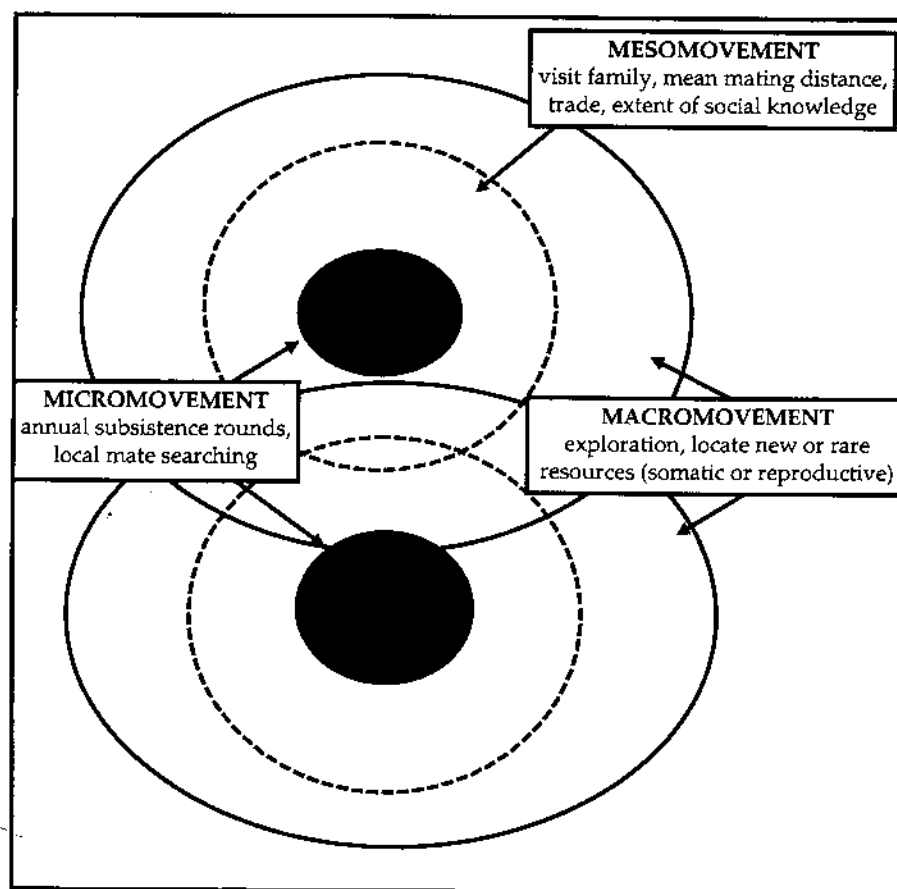 MESOMOVEMENT
visit family, mean mating distance,
trade, extent of social knowledge
MICROMOVEMENT
annual subsistence rounds,
local mate searching
MACROMOVEMENT
exploration, locate new or rare
resources (somatic or reproductive)